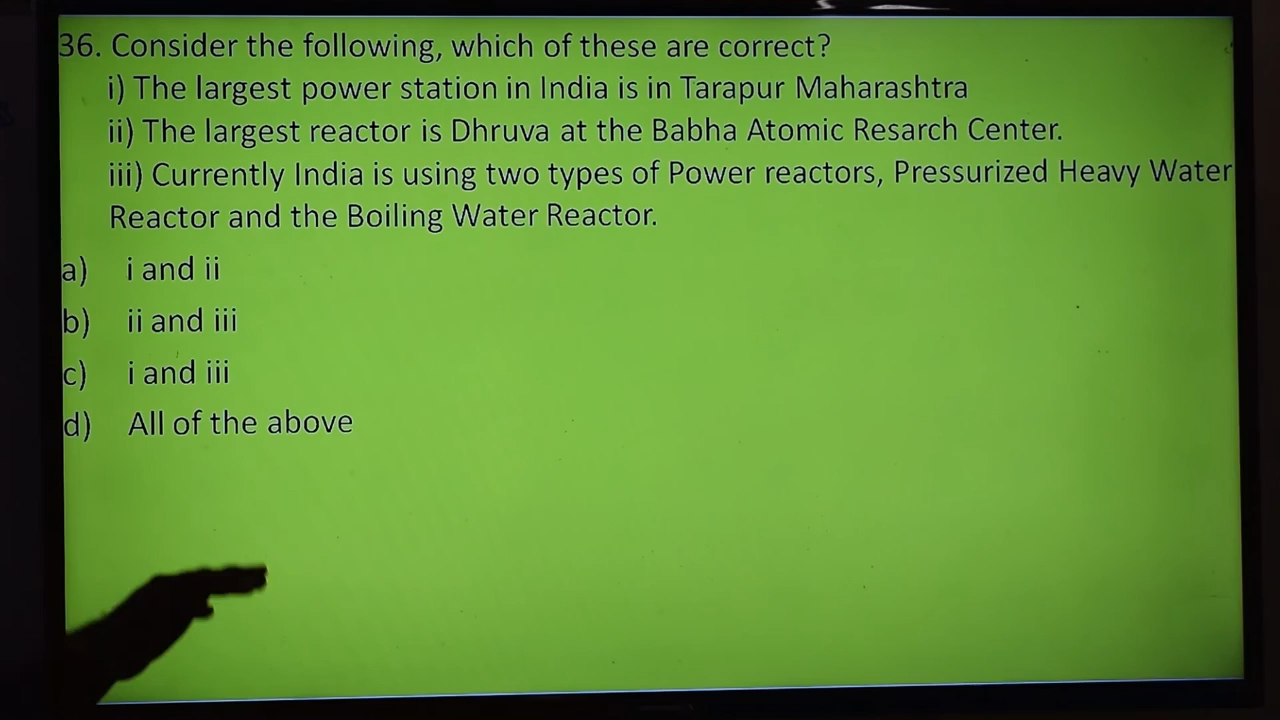 36. Consider the following, which of these are correct?
i) The largest power station in India is in Tarapur Maharashtra
ii) The largest reactor is Dhruva at the Babha Atomic Resarch Center.
iii) Currently India is using two types of Power reactors, Pressurized Heavy Water
Reactor and the Boiling Water Reactor.
a) i and ii
b) ii and iii
c) i and iii
d) All of the above